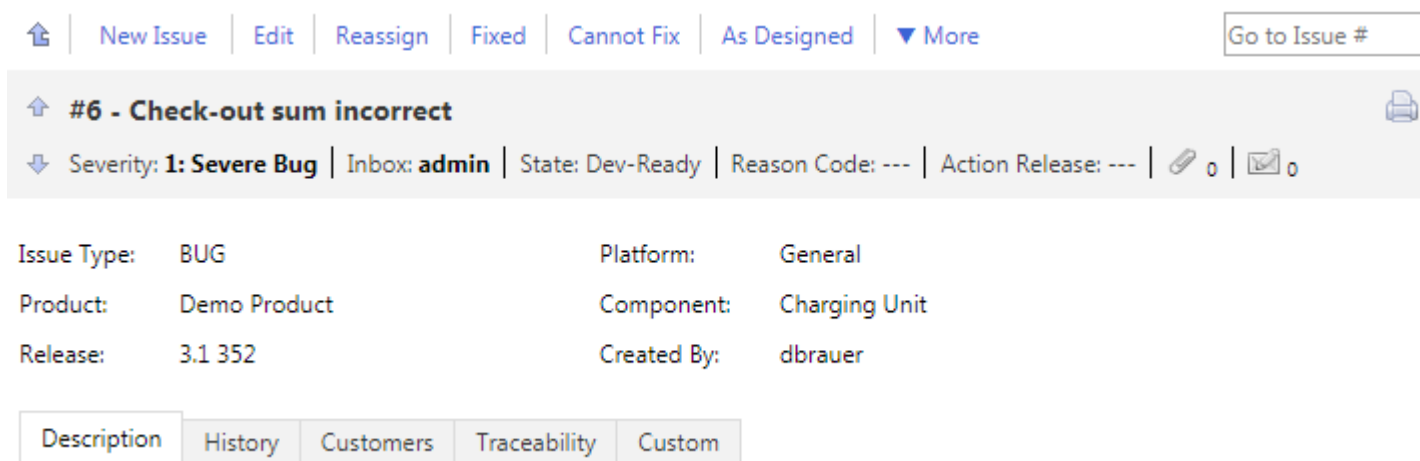 New Issue | Edit | Reassign | Fixed | Cannot Fix | As Designed | ▼ More Go to Issue #
#6 - Check-out sum incorrect
Severity: 1: Severe Bug | Inbox: admin | State: Dev-Ready | Reason Code: --- | Action Release: --- | 0 | 0
Issue Type: BUG Platform: General
Product: Demo Product Component: Charging Unit
Release: 3.1 352 Created By: dbrauer
Description History Customers Traceability Custom